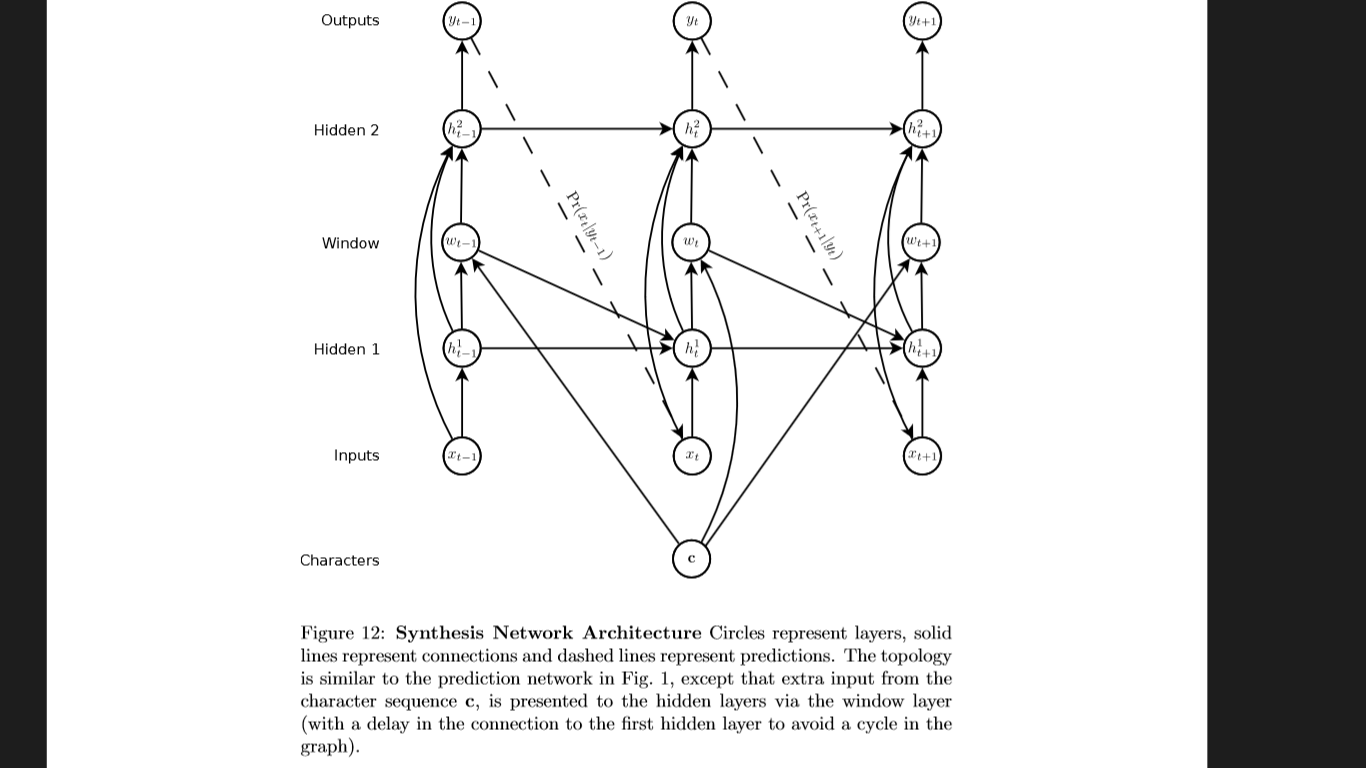 Outputs y_{t−1} y_t y_{t+1}
Hidden 2 h^2_{t−1} h^2_t h^2_{t+1}
Pr(x_t|y_{t−1}) Pr(x_{t+1}|y_t)
Window w_{t−1} w_t w_{t+1}
Hidden 1 h^1_{t−1} h^1_t h^1_{t+1}
Inputs x_{t−1} x_t x_{t+1}
Characters c
Figure 12: Synthesis Network Architecture Circles represent layers, solid
lines represent connections and dashed lines represent predictions. The topology
is similar to the prediction network in Fig. 1, except that extra input from the
character sequence c, is presented to the hidden layers via the window layer
(with a delay in the connection to the first hidden layer to avoid a cycle in the
graph).